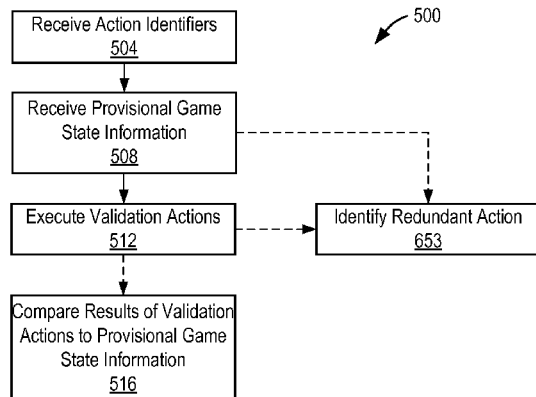 Receive Action Identifiers
504
500
Receive Provisional Game
State Information
508
Execute Validation Actions
512
Identify Redundant Action
653
Compare Results of Validation
Actions to Provisional Game
State Information
516